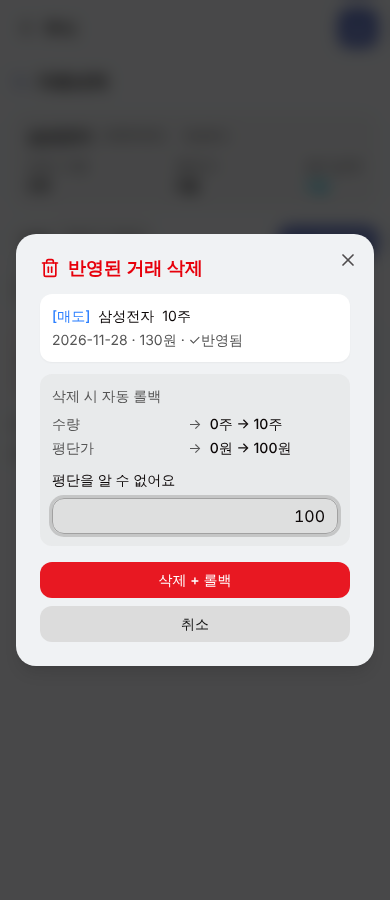 반영된 거래 삭제
[매도] 삼성전자 10주
2026-11-28 · 130원 · ✓반영됨
삭제 시 자동 롤백
수량 → 0주 → 10주
평단가 → 0원 → 100원
평단을 알 수 없어요
100
삭제 + 롤백
취소